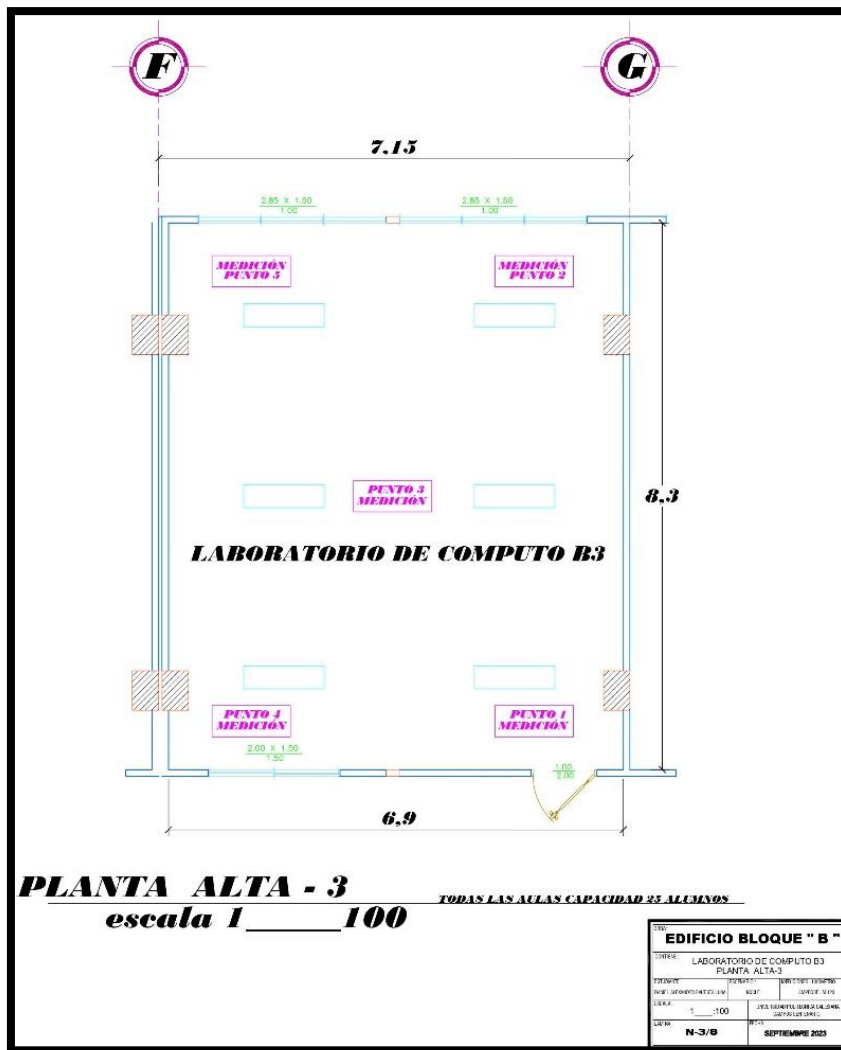 F
G
7,15
2.85 X 1.50
1.00
2.85 X 1.50
1.00
MEDICIÓN
PUNTO 5
MEDICIÓN
PUNTO 2
PUNTO 3
MEDICIÓN
8,3
LABORATORIO DE COMPUTO B3
PUNTO 4
MEDICIÓN
PUNTO 1
MEDICIÓN
2.00 X 1.50
1.50
1.00
2.00
6,9
PLANTA ALTA - 3
TODAS LAS AULAS CAPACIDAD 25 ALUMNOS
escala 1_____100
EDIFICIO BLOQUE " B "
CONTIENE:
LABORATORIO DE COMPUTO B3
PLANTA ALTA-3
1___:100
N-3/8
SEPTIEMBRE 2023